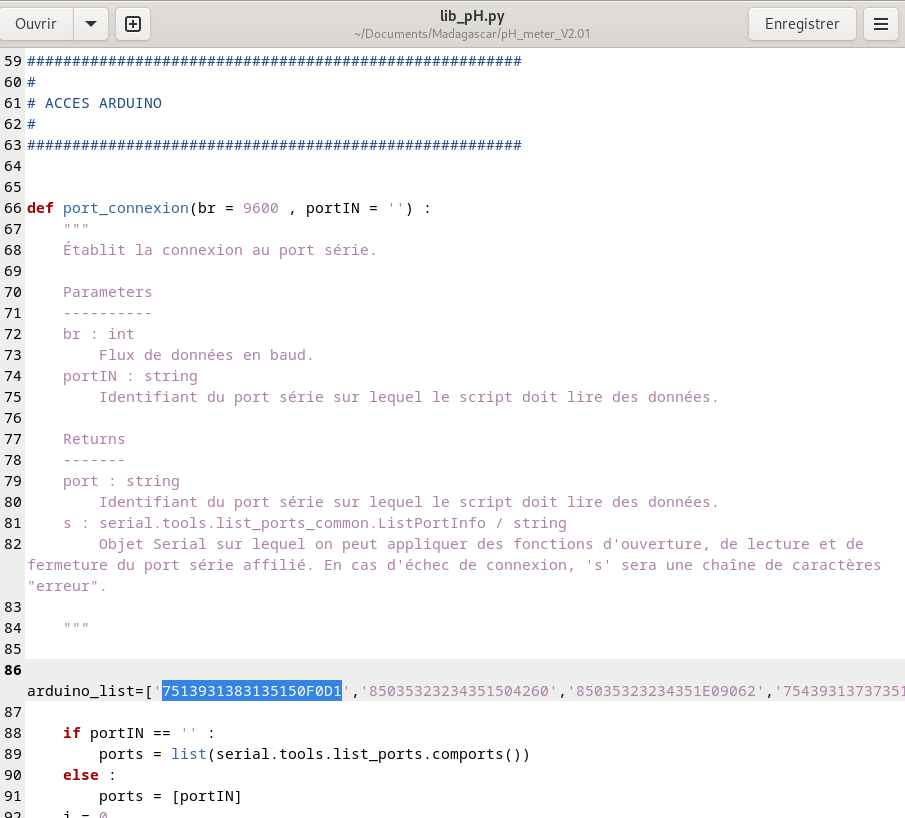 Ouvrir
lib_pH.py
~/Documents/Madagascar/pH_meter_V2.01
Enregistrer
59 #######################################################
60 #
61 # ACCES ARDUINO
62 #
63 #######################################################
64
65
66 def port_connexion(br = 9600 , portIN = '') :
67     """
68     Établit la connexion au port série.
69
70     Parameters
71     ----------
72     br : int
73         Flux de données en baud.
74     portIN : string
75         Identifiant du port série sur lequel le script doit lire des données.
76
77     Returns
78     -------
79     port : string
80         Identifiant du port série sur lequel le script doit lire des données.
81     s : serial.tools.list_ports_common.ListPortInfo / string
82         Objet Serial sur lequel on peut appliquer des fonctions d'ouverture, de lecture et de
fermeture du port série affilié. En cas d'échec de connexion, 's' sera une chaîne de caractères
"erreur".
83
84     """
85
86
arduino_list=['7513931383135150F0D1','85035323234351504260','85035323234351E09062','75439313737351
87
88     if portIN == '' :
89         ports = list(serial.tools.list_ports.comports())
90     else :
91         ports = [portIN]
92     i = 0